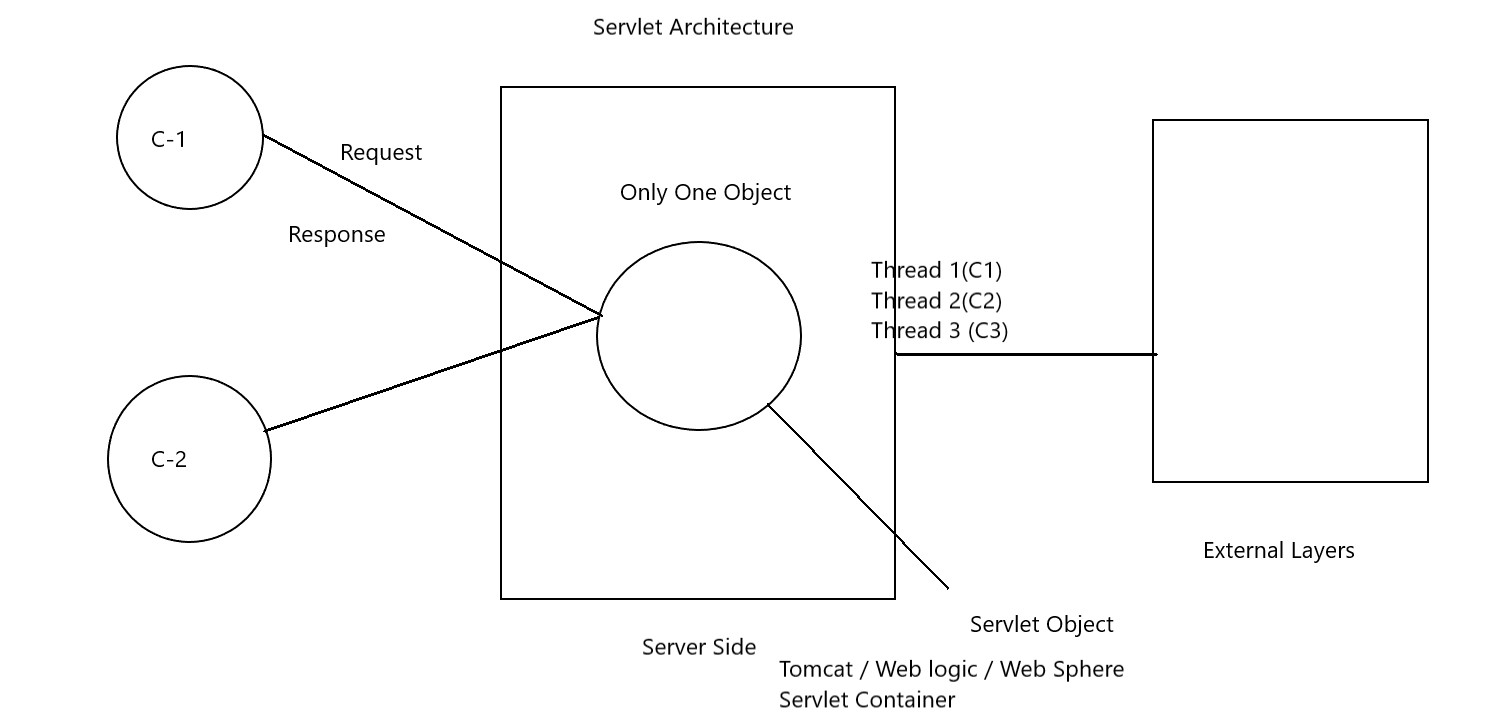 Servlet Architecture
C-1
Request
Response
Only One Object
Thread 1(C1)
Thread 2(C2)
Thread 3 (C3)
C-2
External Layers
Servlet Object
Server Side
Tomcat / Web logic / Web Sphere
Servlet Container